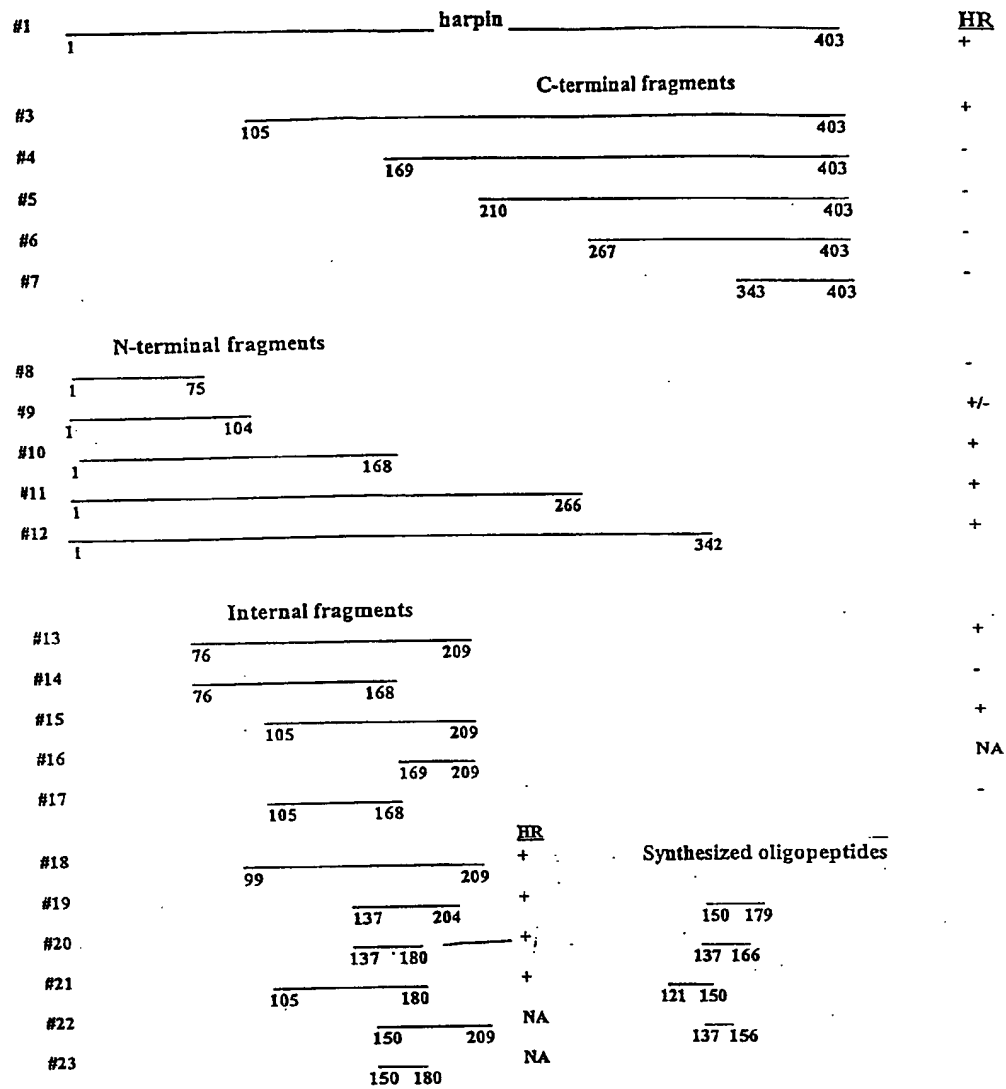 #1 harpin HR
1 403 +
C-terminal fragments
#3 +
105 403
#4 -
169 403
#5 -
210 403
#6 -
267 403
#7 -
343 403
N-terminal fragments
#8 -
1 75
#9 +/-
1 104
#10 +
1 168
#11 +
1 266
#12 +
1 342
Internal fragments
#13 +
76 209
#14 -
76 168
#15 +
105 209
#16 NA
169 209
#17 -
105 168
HR
#18 + Synthesized oligopeptides
99 209
#19 +
137 204 150 179
#20 +
137 180 137 166
#21 +
105 180 121 150
#22 NA
150 209 137 156
#23 NA
150 180